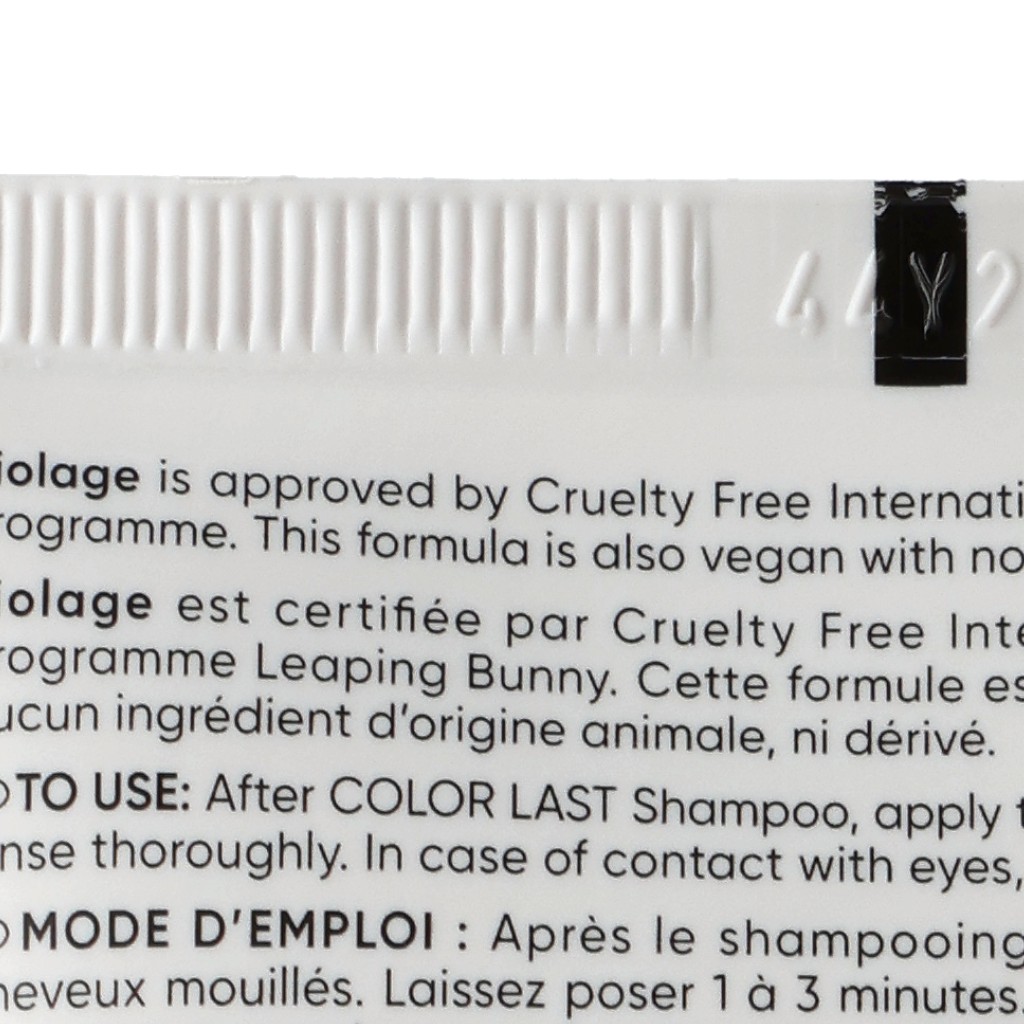 44Y2
iolage is approved by Cruelty Free Internati
rogramme. This formula is also vegan with no
iolage est certifiée par Cruelty Free Inte
rogramme Leaping Bunny. Cette formule es
ucun ingrédient d'origine animale, ni dérivé.
TO USE: After COLOR LAST Shampoo, apply t
nse thoroughly. In case of contact with eyes,
MODE D'EMPLOI : Après le shampooing
heveux mouillés. Laissez poser 1 à 3 minutes.